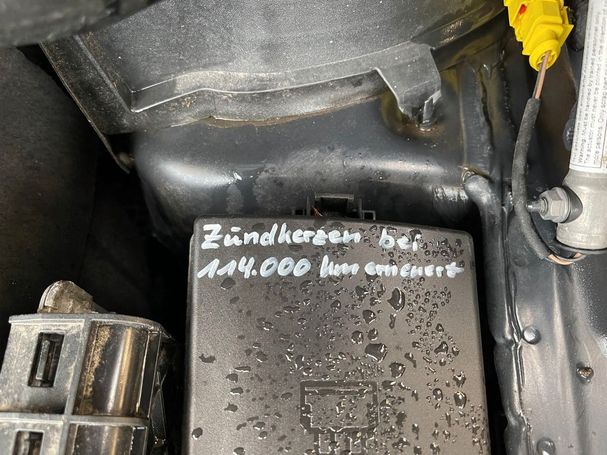 Zündkerzen bei
114.000 km erneuert